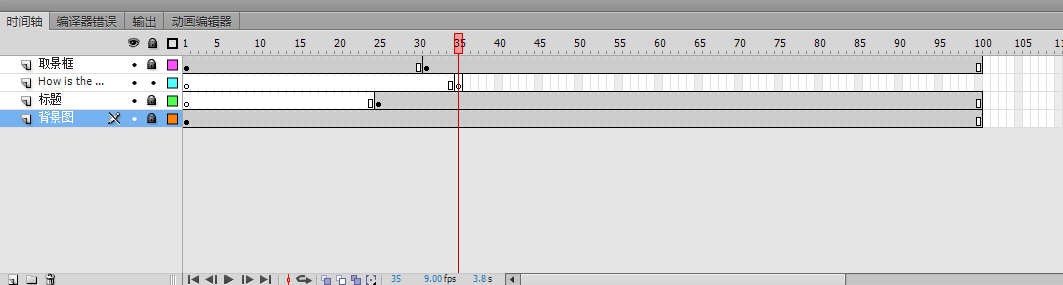 时间轴 编译器错误 输出 动画编辑器
1 5 10 15 20 25 30 35 40 45 50 55 60 65 70 75 80 85 90 95 100 105 11
取景框
How is the ...
标题
背景图
35 9.00 fps 3.8 s